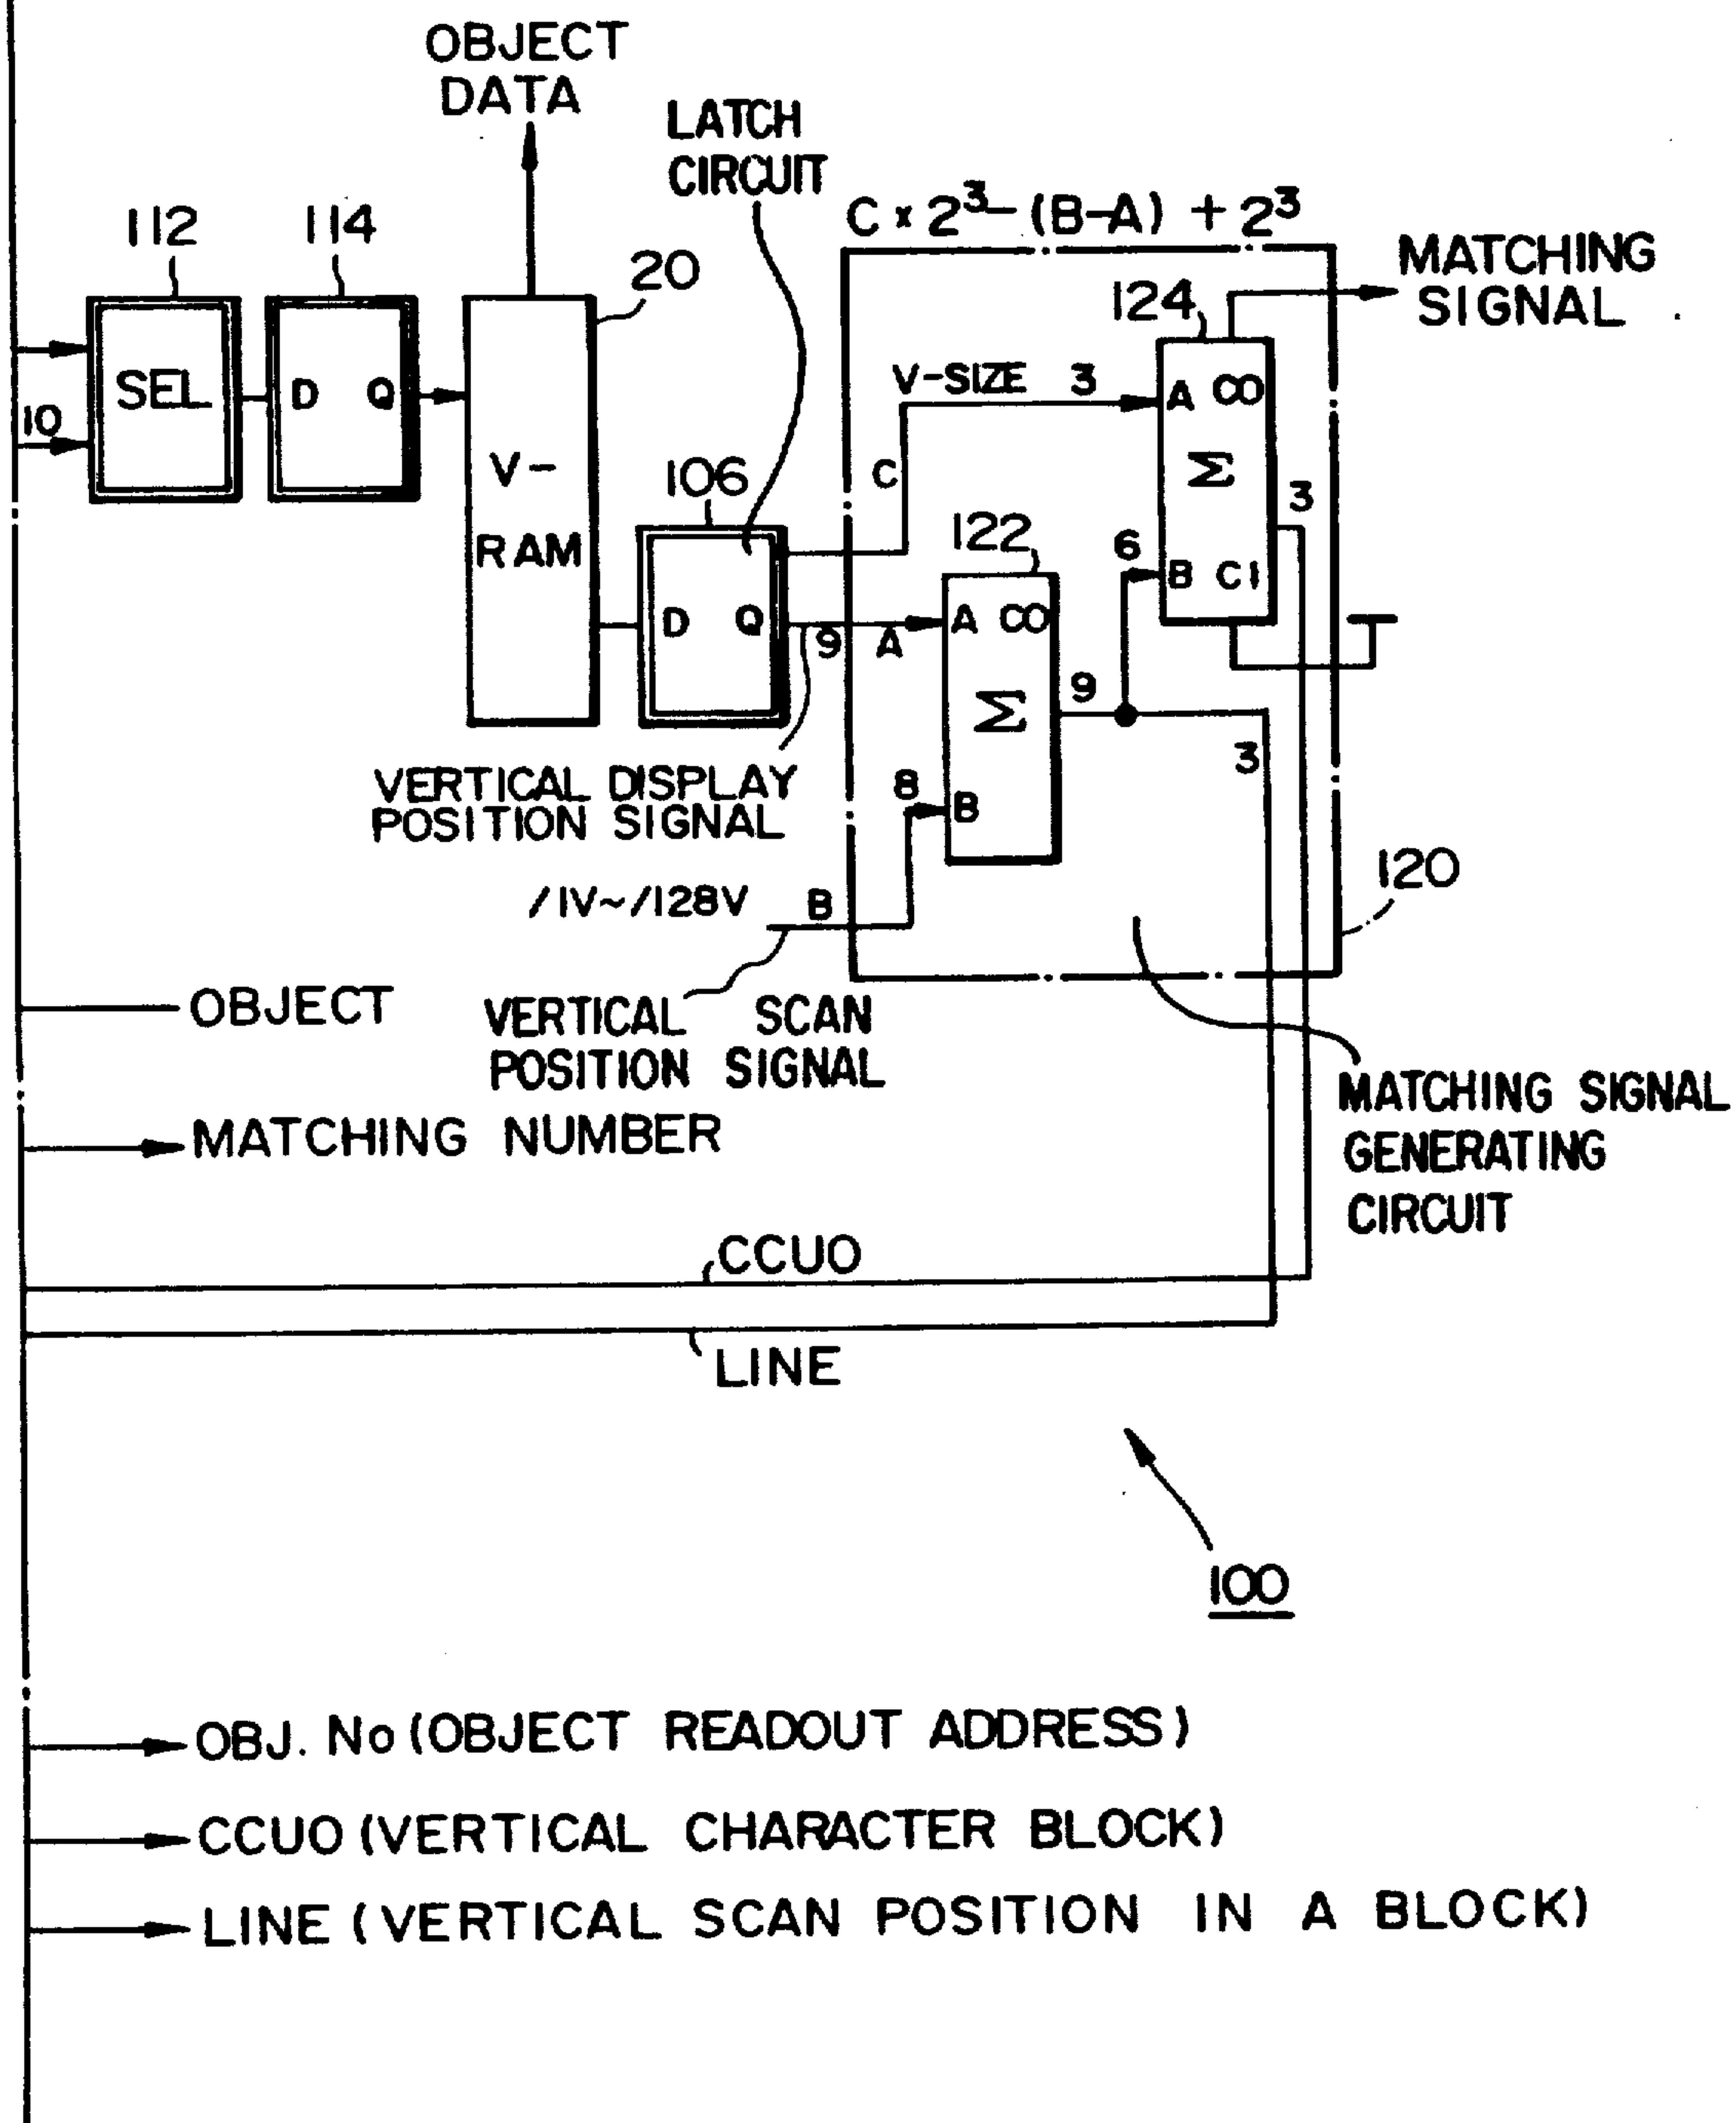 OBJECT
DATA
LATCH
CIRCUIT
112
114
20
C x 2³ - (B-A) + 2³
MATCHING
SIGNAL
124
SEL
10
D Q
V-
RAM
V-SIZE 3
A CO
Σ
C
3
106
122
6
B CI
D Q
9
A
A CO
Σ
9
3
VERTICAL DISPLAY
POSITION SIGNAL
8
B
120
/1V~/128V
B
OBJECT
VERTICAL SCAN
POSITION SIGNAL
MATCHING SIGNAL
GENERATING
CIRCUIT
MATCHING NUMBER
CCUO
LINE
100
OBJ. No (OBJECT READOUT ADDRESS)
CCUO (VERTICAL CHARACTER BLOCK)
LINE (VERTICAL SCAN POSITION IN A BLOCK)